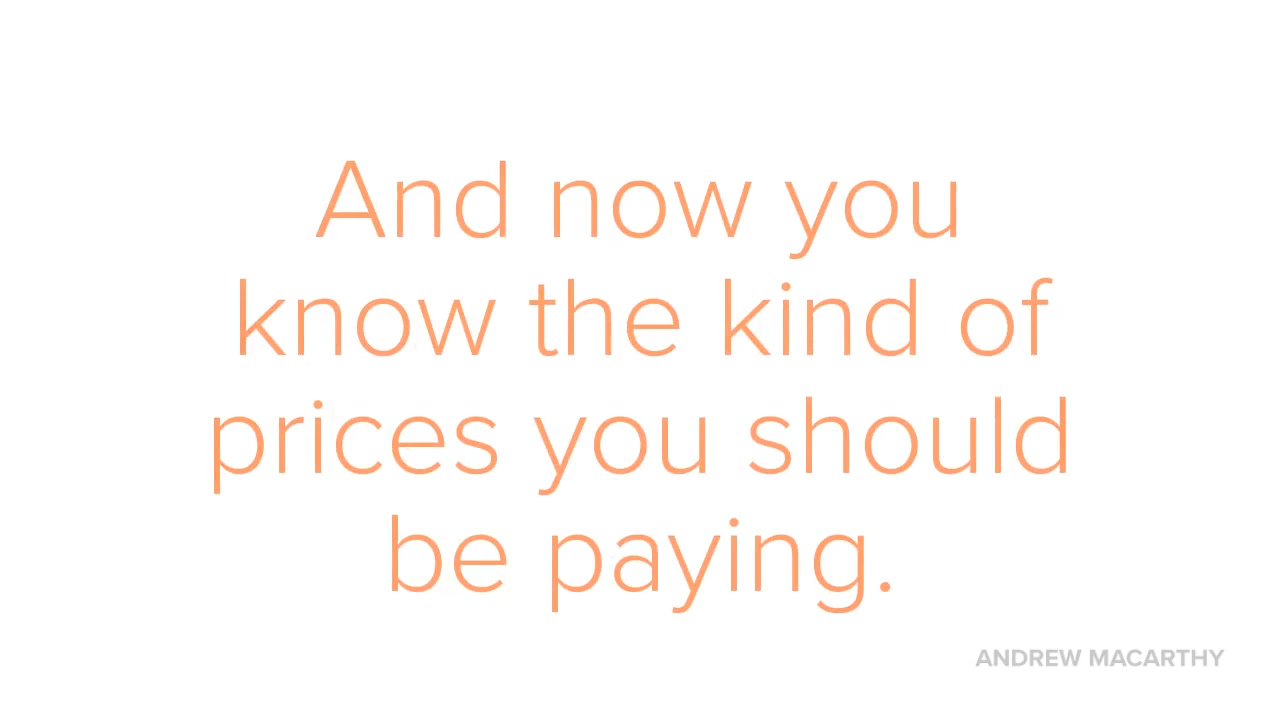 And now you
know the kind of
prices you should
be paying.
ANDREW MACARTHY